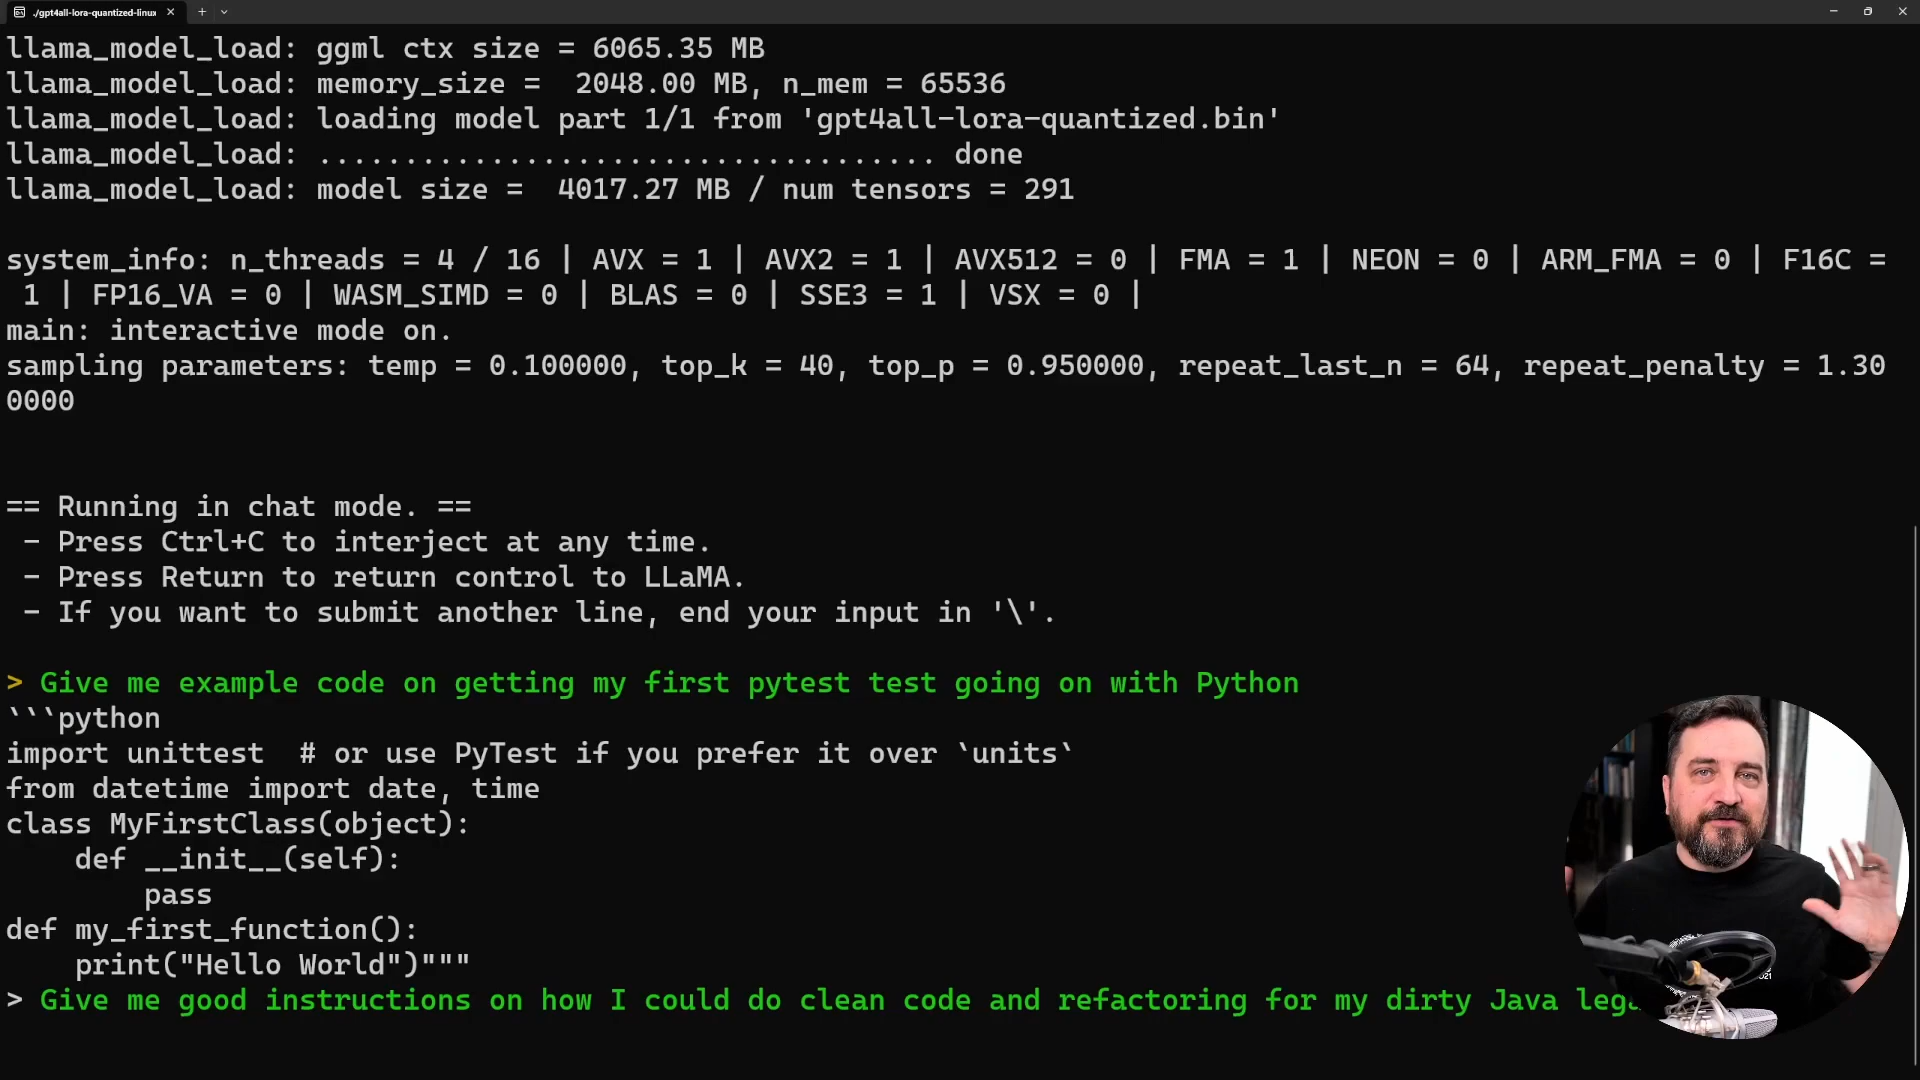 ./gpt4all-lora-quantized-linux
llama_model_load: ggml ctx size = 6065.35 MB
llama_model_load: memory_size =  2048.00 MB, n_mem = 65536
llama_model_load: loading model part 1/1 from 'gpt4all-lora-quantized.bin'
llama_model_load: .................................... done
llama_model_load: model size =  4017.27 MB / num tensors = 291
system_info: n_threads = 4 / 16 | AVX = 1 | AVX2 = 1 | AVX512 = 0 | FMA = 1 | NEON = 0 | ARM_FMA = 0 | F16C =
 1 | FP16_VA = 0 | WASM_SIMD = 0 | BLAS = 0 | SSE3 = 1 | VSX = 0 |
main: interactive mode on.
sampling parameters: temp = 0.100000, top_k = 40, top_p = 0.950000, repeat_last_n = 64, repeat_penalty = 1.30
0000
== Running in chat mode. ==
 - Press Ctrl+C to interject at any time.
 - Press Return to return control to LLaMA.
 - If you want to submit another line, end your input in '\'.
> Give me example code on getting my first pytest test going on with Python
```python
import unittest  # or use PyTest if you prefer it over `units`
from datetime import date, time
class MyFirstClass(object):
    def __init__(self):
        pass
def my_first_function():
    print("Hello World")"""
> Give me good instructions on how I could do clean code and refactoring for my dirty Java